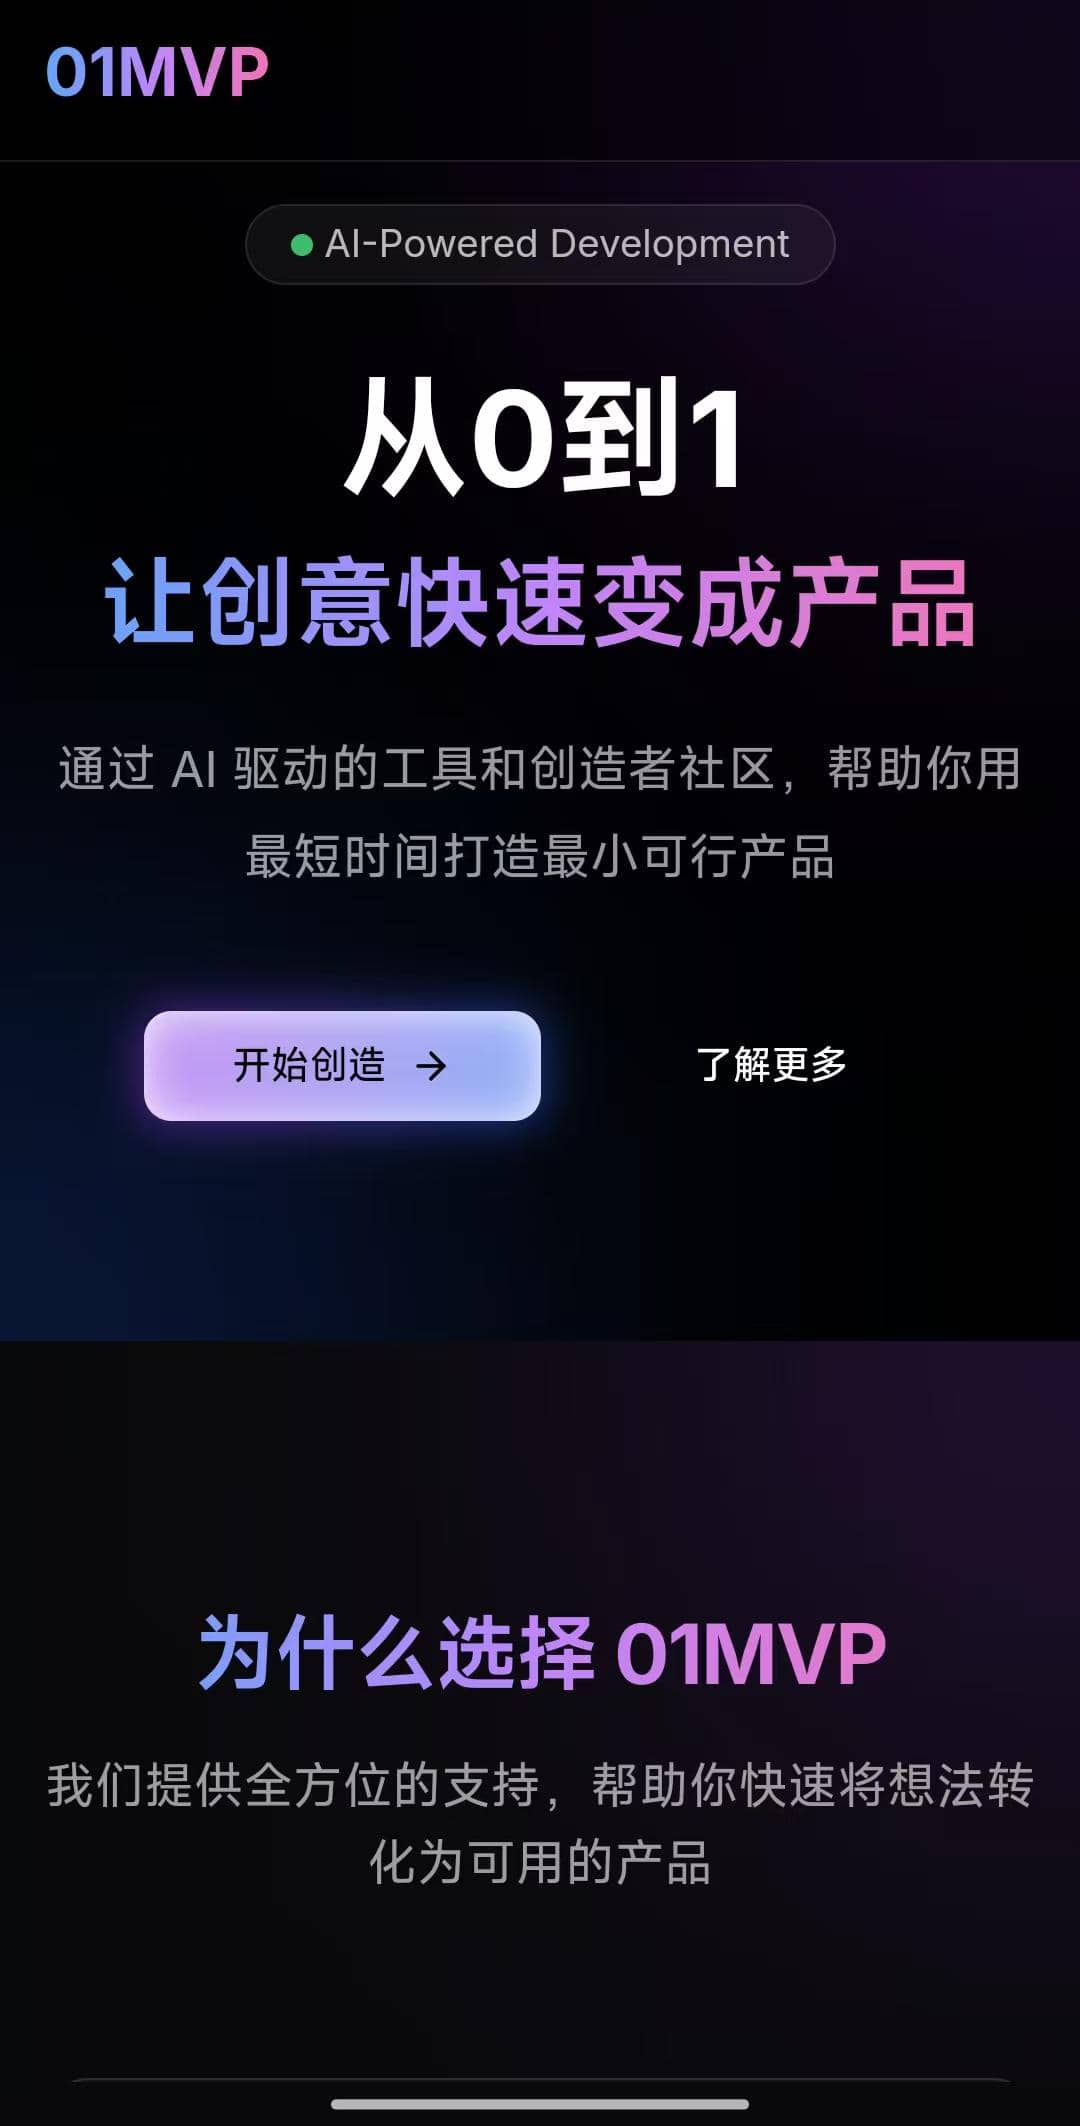 01MVP
AI-Powered Development
从0到1
让创意快速变成产品
通过 AI 驱动的工具和创造者社区，帮助你用
最短时间打造最小可行产品
开始创造 →
了解更多
为什么选择 01MVP
我们提供全方位的支持，帮助你快速将想法转
化为可用的产品